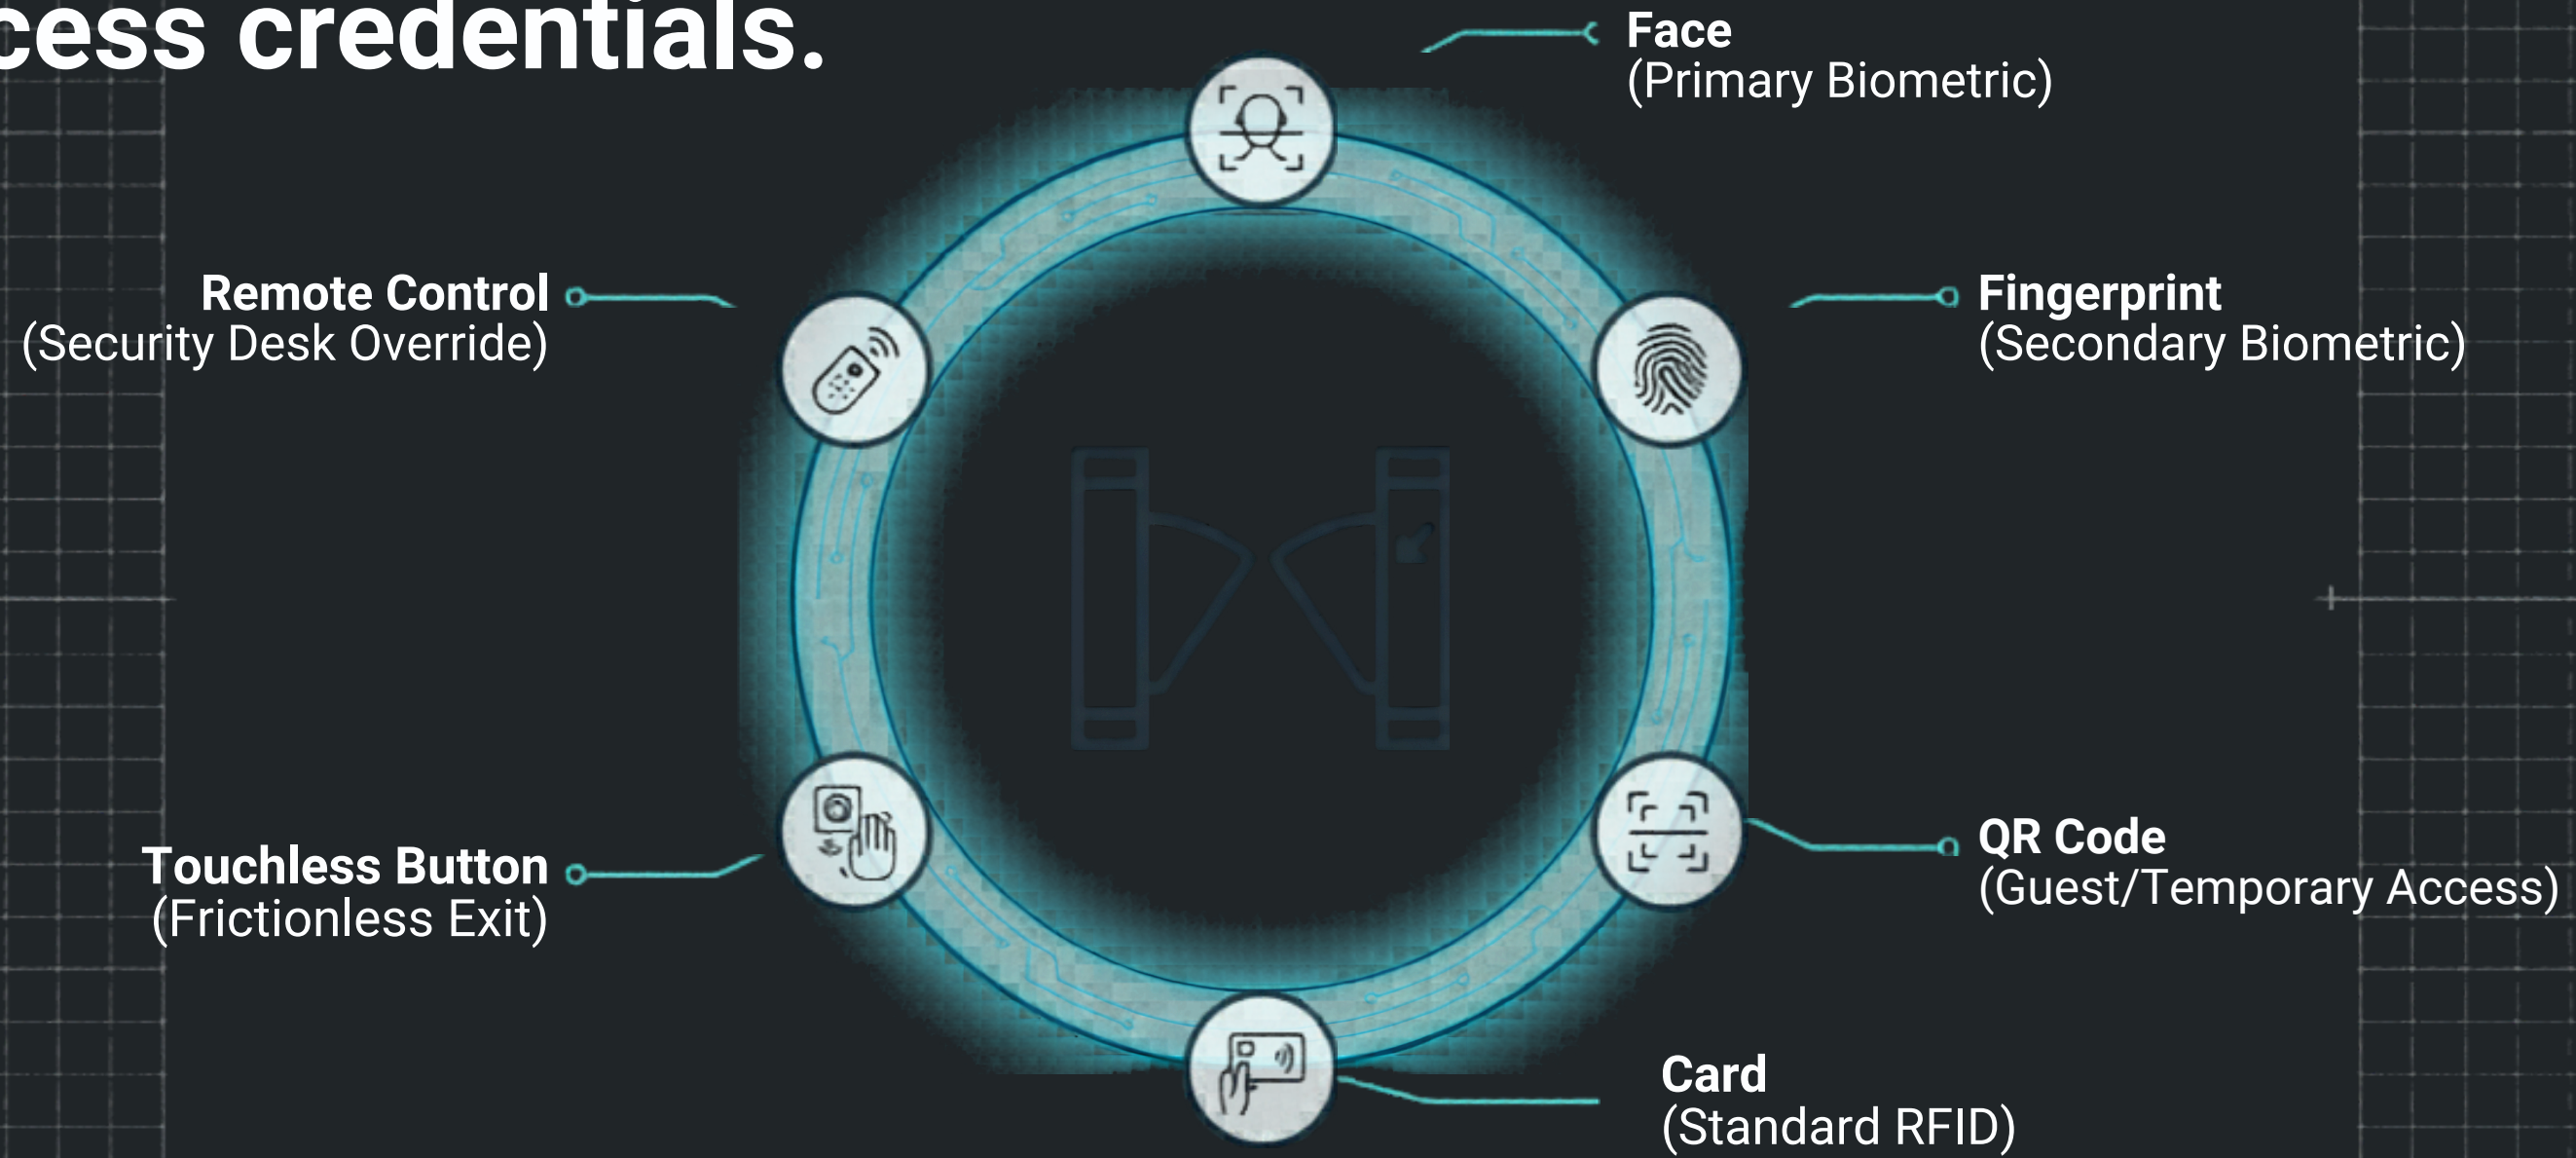 cess credentials.
Face
(Primary Biometric)
Remote Control
(Security Desk Override)
Fingerprint
(Secondary Biometric)
Touchless Button
(Frictionless Exit)
QR Code
(Guest/Temporary Access)
Card
(Standard RFID)